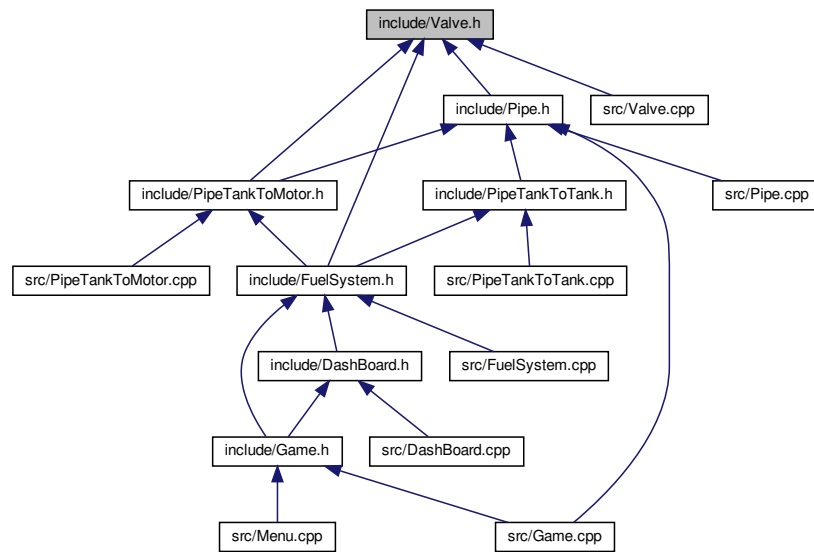 include/Valve.h
include/Pipe.h
src/Valve.cpp
include/PipeTankToMotor.h
include/PipeTankToTank.h
src/Pipe.cpp
src/PipeTankToMotor.cpp
include/FuelSystem.h
src/PipeTankToTank.cpp
include/DashBoard.h
src/FuelSystem.cpp
include/Game.h
src/DashBoard.cpp
src/Menu.cpp
src/Game.cpp